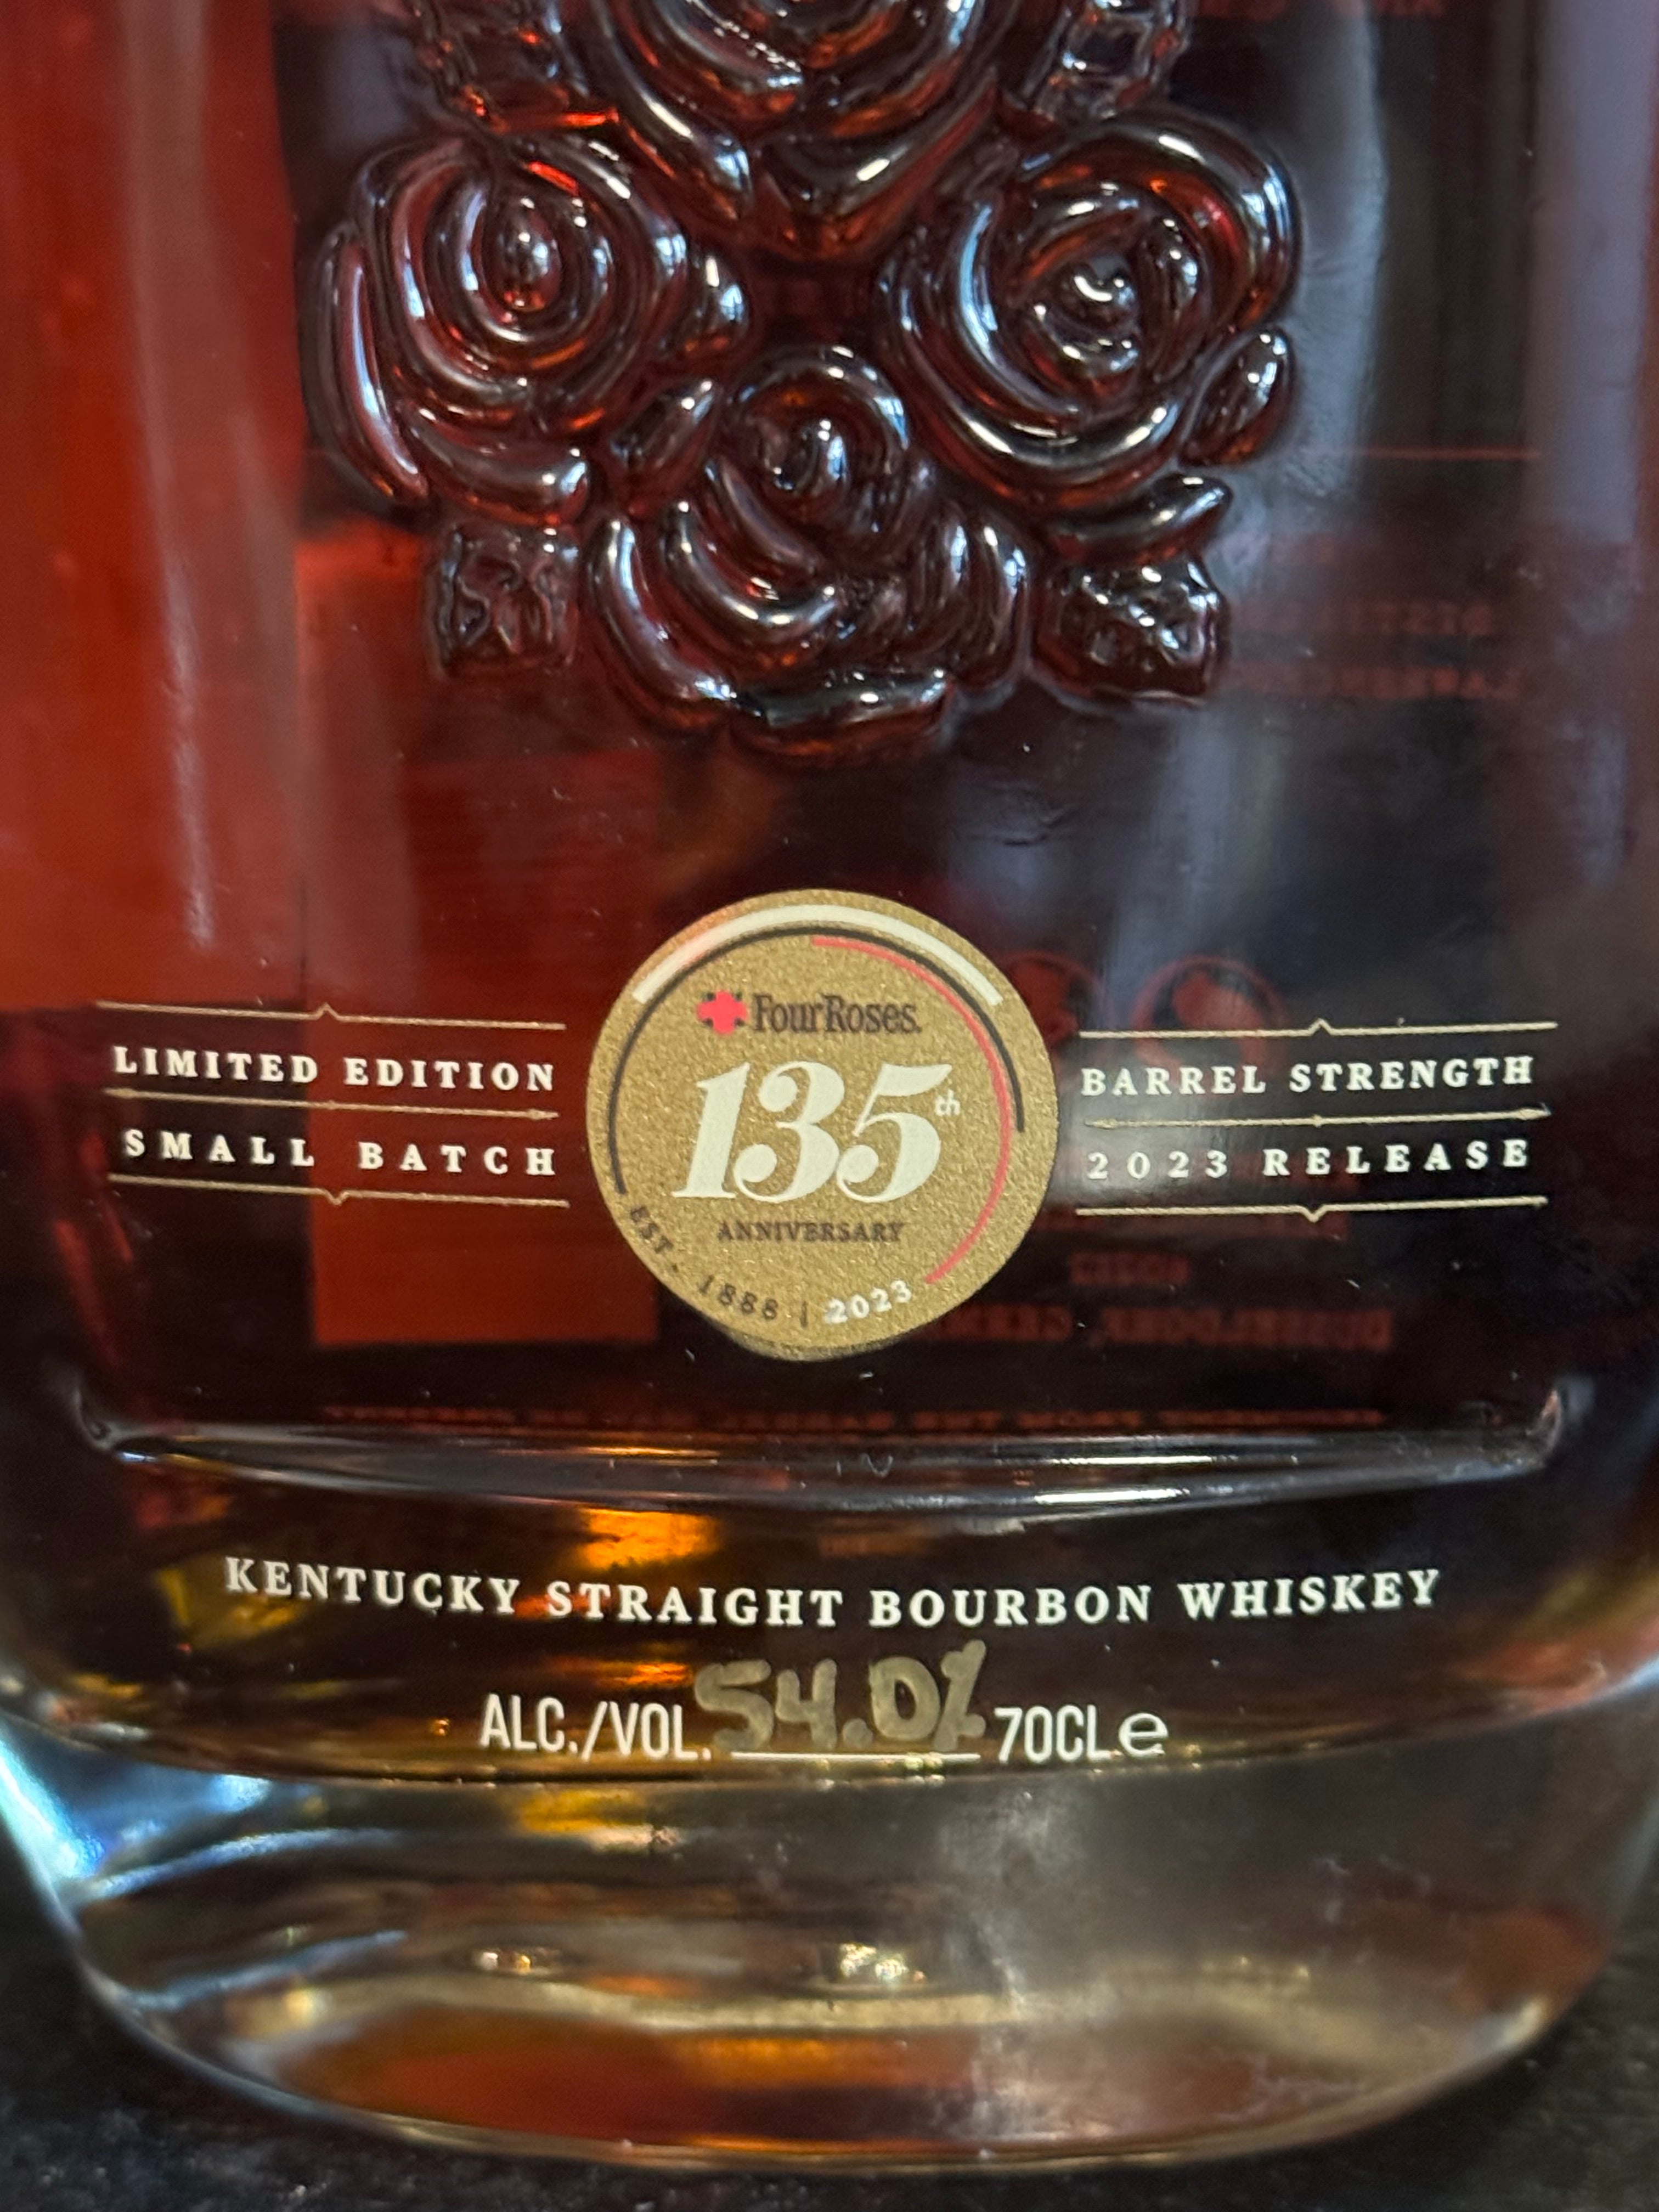 LIMITED EDITION
SMALL BATCH
Four Roses.
135th
ANNIVERSARY
EST. 1888 | 2023
BARREL STRENGTH
2023 RELEASE
KENTUCKY STRAIGHT BOURBON WHISKEY
ALC./VOL. 54.0% 70CL e